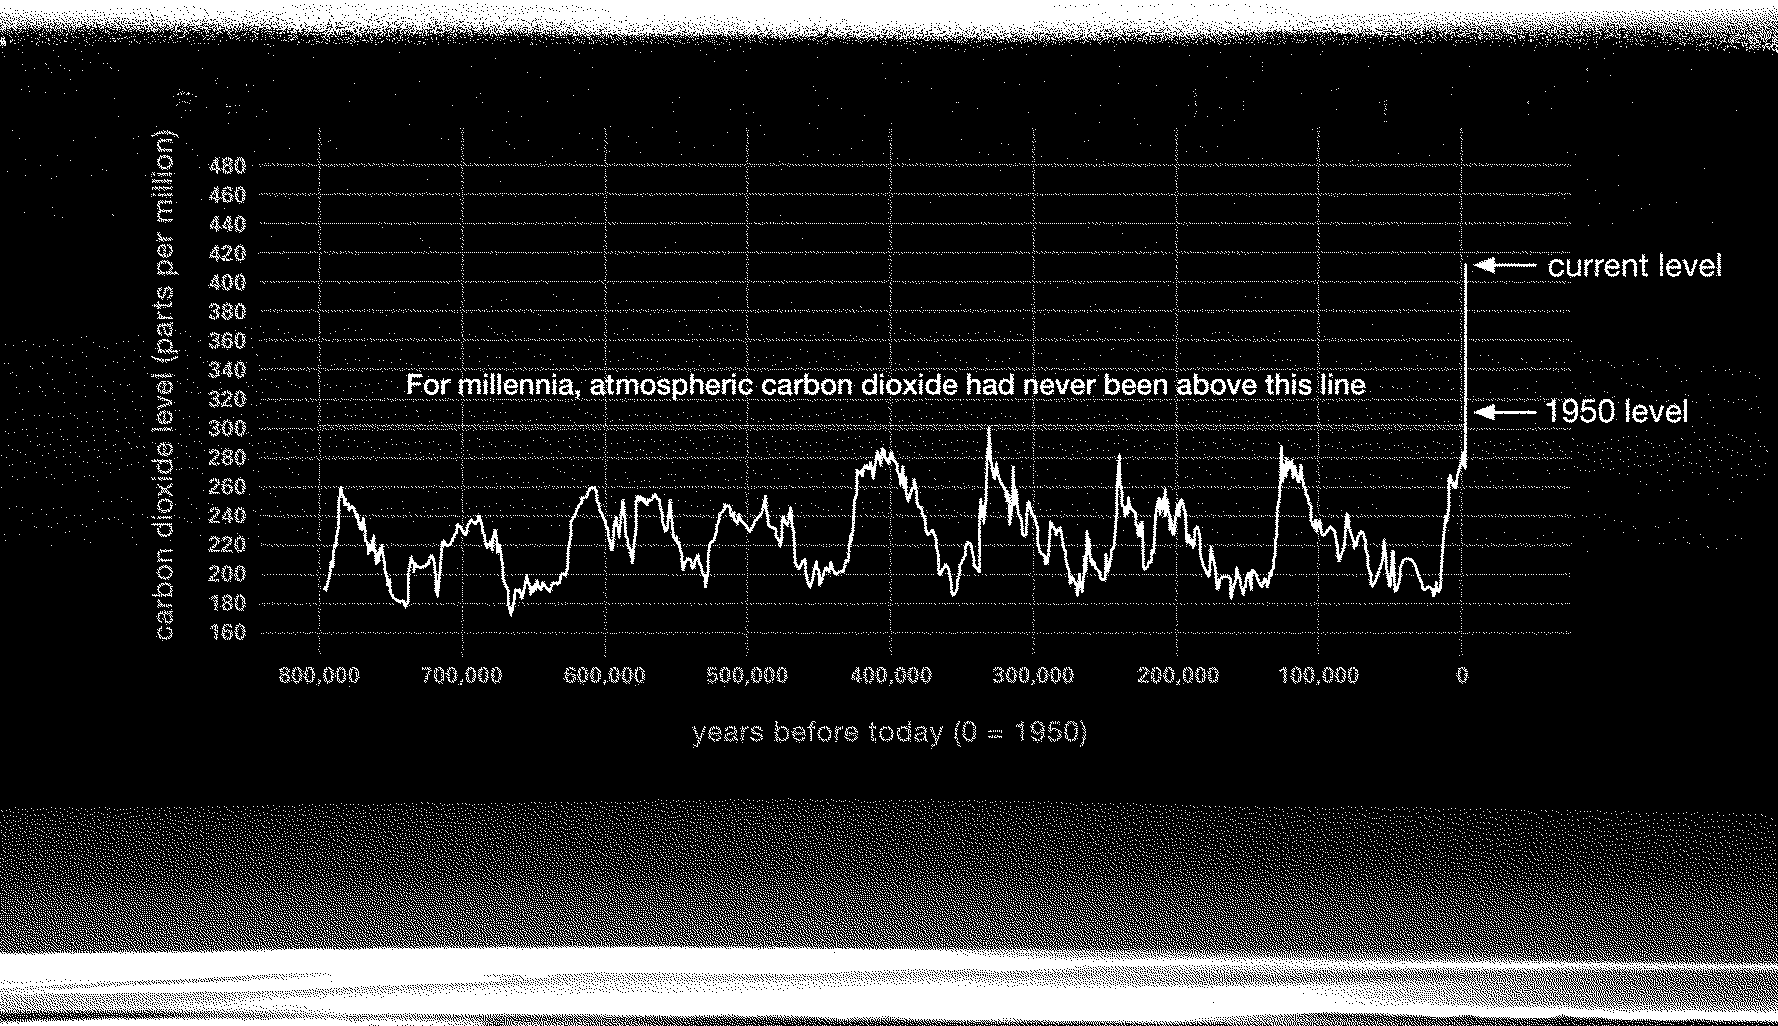 carbon dioxide level (parts per million)
480
460
440
420
400
380
360
340
320
300
280
260
240
220
200
180
160
current level
For millennia, atmospheric carbon dioxide had never been above this line
1950 level
800,000 700,000 600,000 500,000 400,000 300,000 200,000 100,000 0
years before today (0 = 1950)